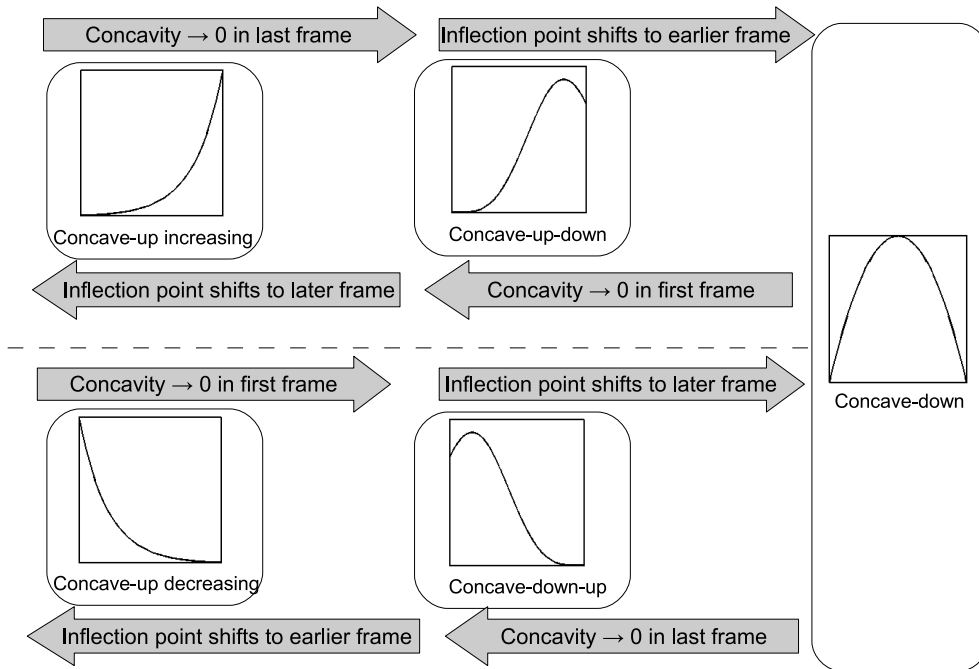 Concavity → 0 in last frame
Inflection point shifts to earlier frame
Concave-up increasing
Concave-up-down
Inflection point shifts to later frame
Concavity → 0 in first frame
Concave-down
Concavity → 0 in first frame
Inflection point shifts to later frame
Concave-up decreasing
Concave-down-up
Inflection point shifts to earlier frame
Concavity → 0 in last frame